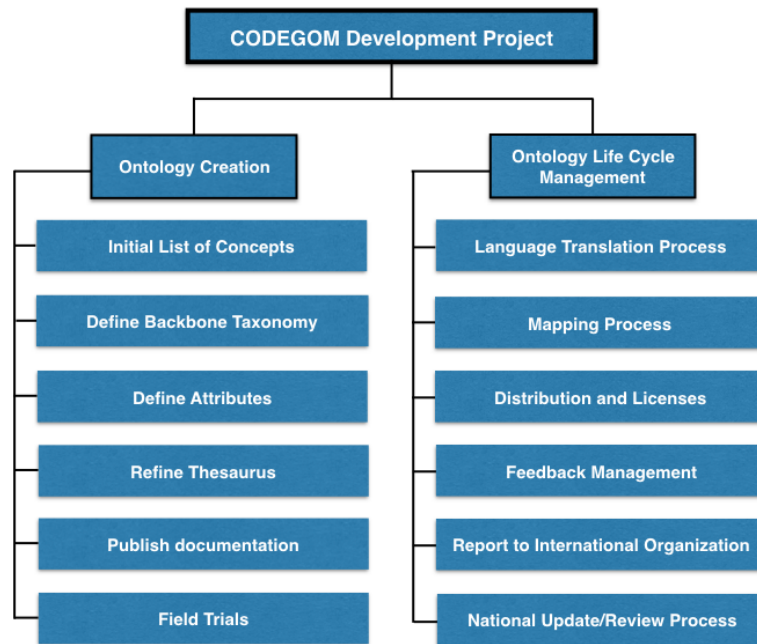 CODEGOM Development Project
Ontology Creation
Initial List of Concepts
Define Backbone Taxonomy
Define Attributes
Refine Thesaurus
Publish documentation
Field Trials
Ontology Life Cycle
Management
Language Translation Process
Mapping Process
Distribution and Licenses
Feedback Management
Report to International Organization
National Update/Review Process